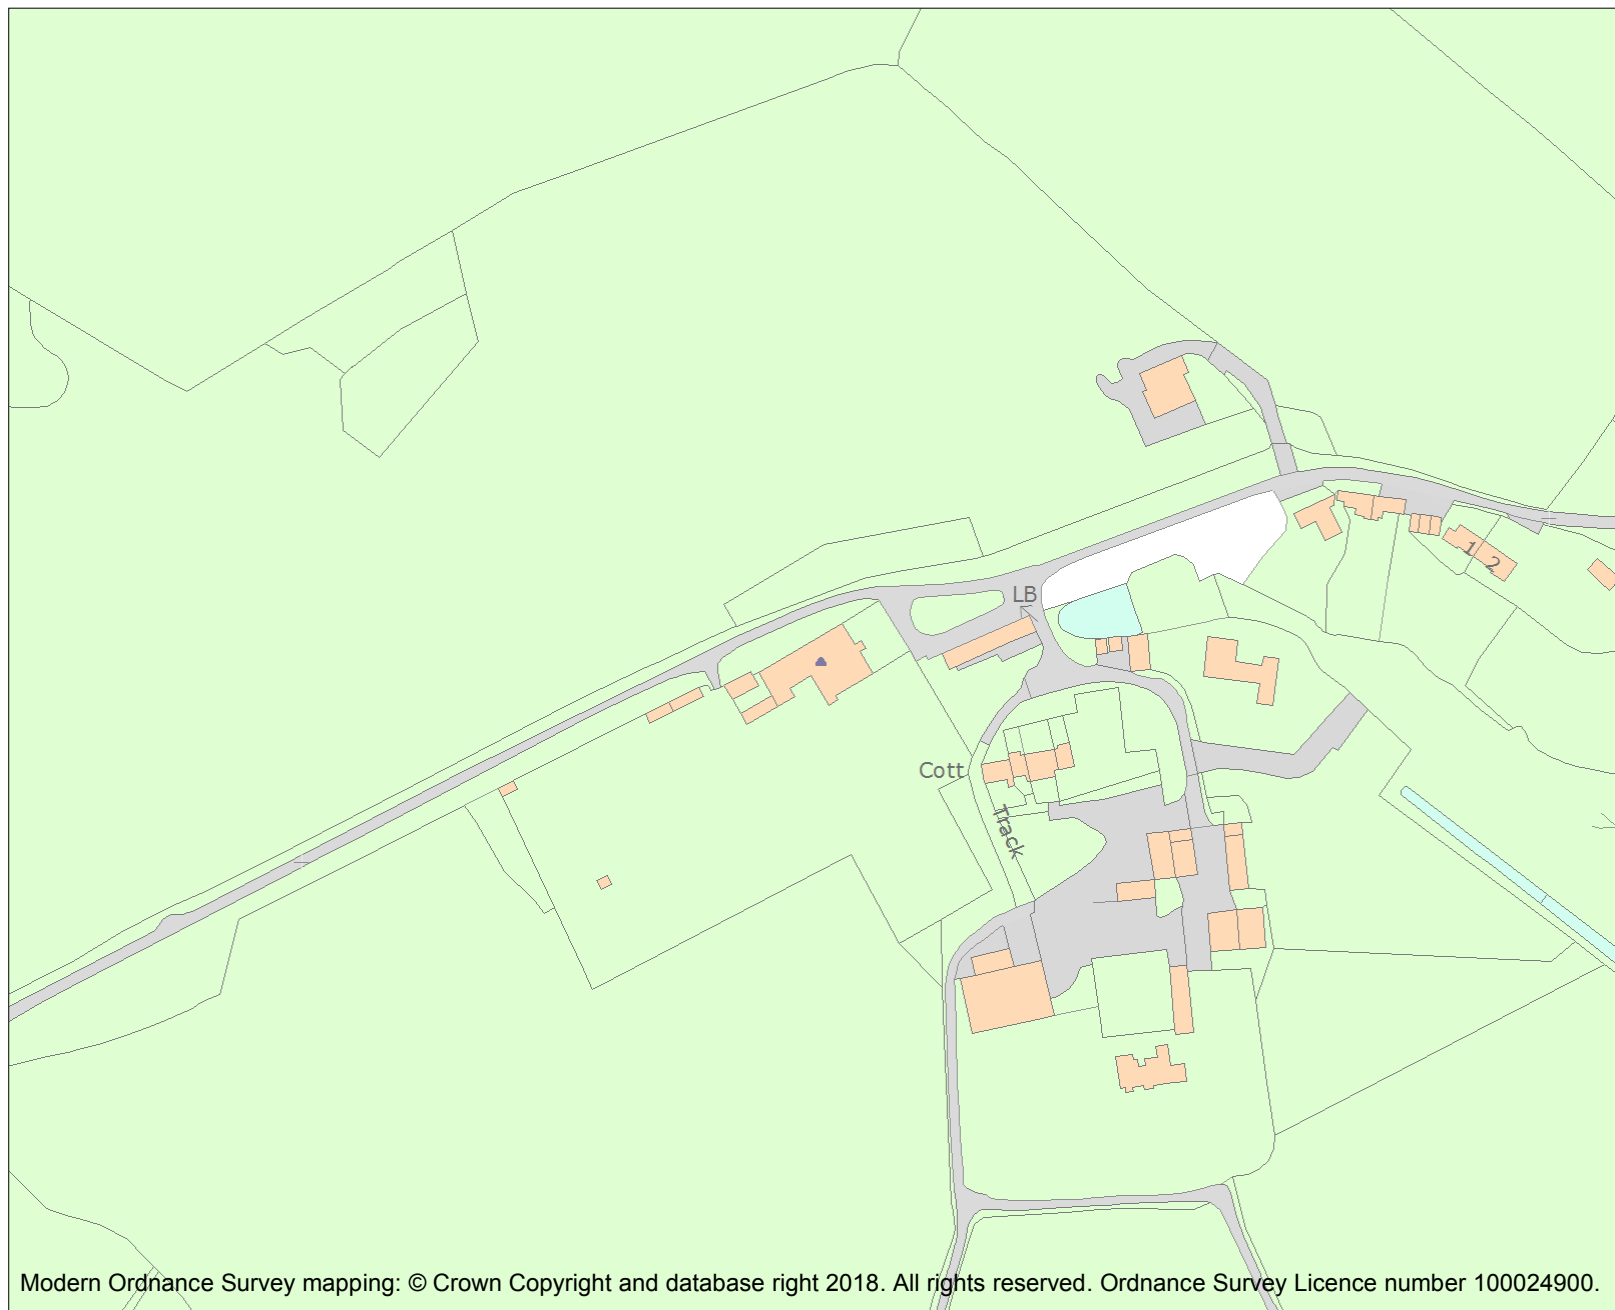 LB
1
2
Cott
Track
Modern Ordnance Survey mapping: © Crown Copyright and database right 2018. All rights reserved. Ordnance Survey Licence number 100024900.